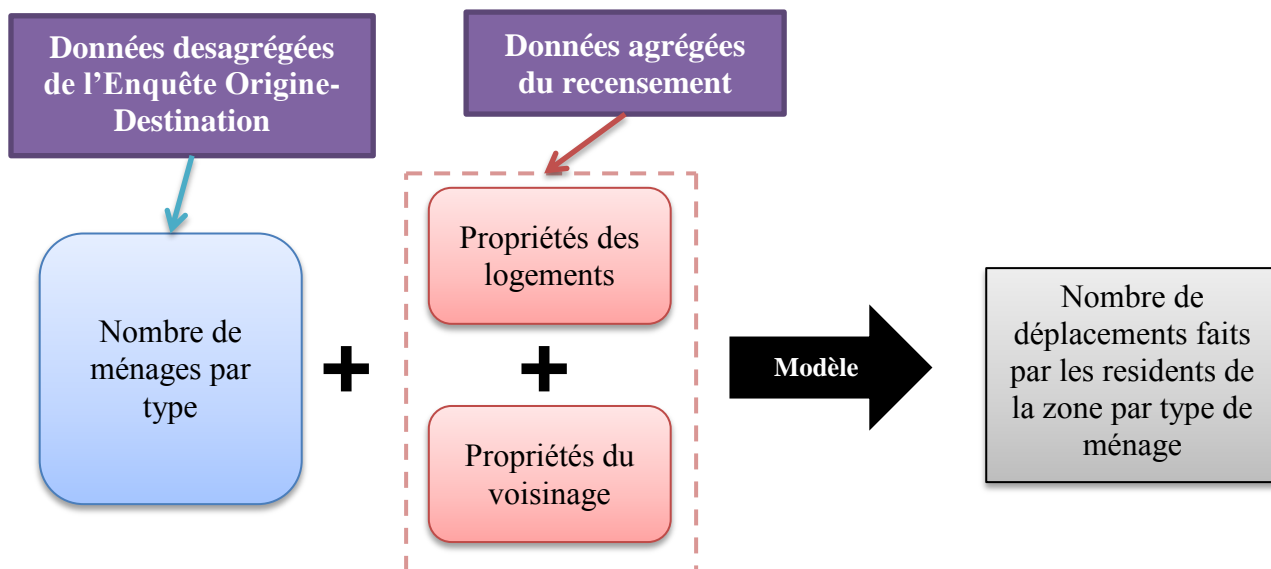 Données desagrégées
de l’Enquête Origine-
Destination
Données agrégées
du recensement
Nombre de
ménages par
type
Propriétés des
logements
Propriétés du
voisinage
Modèle
Nombre de
déplacements faits
par les residents de
la zone par type de
ménage